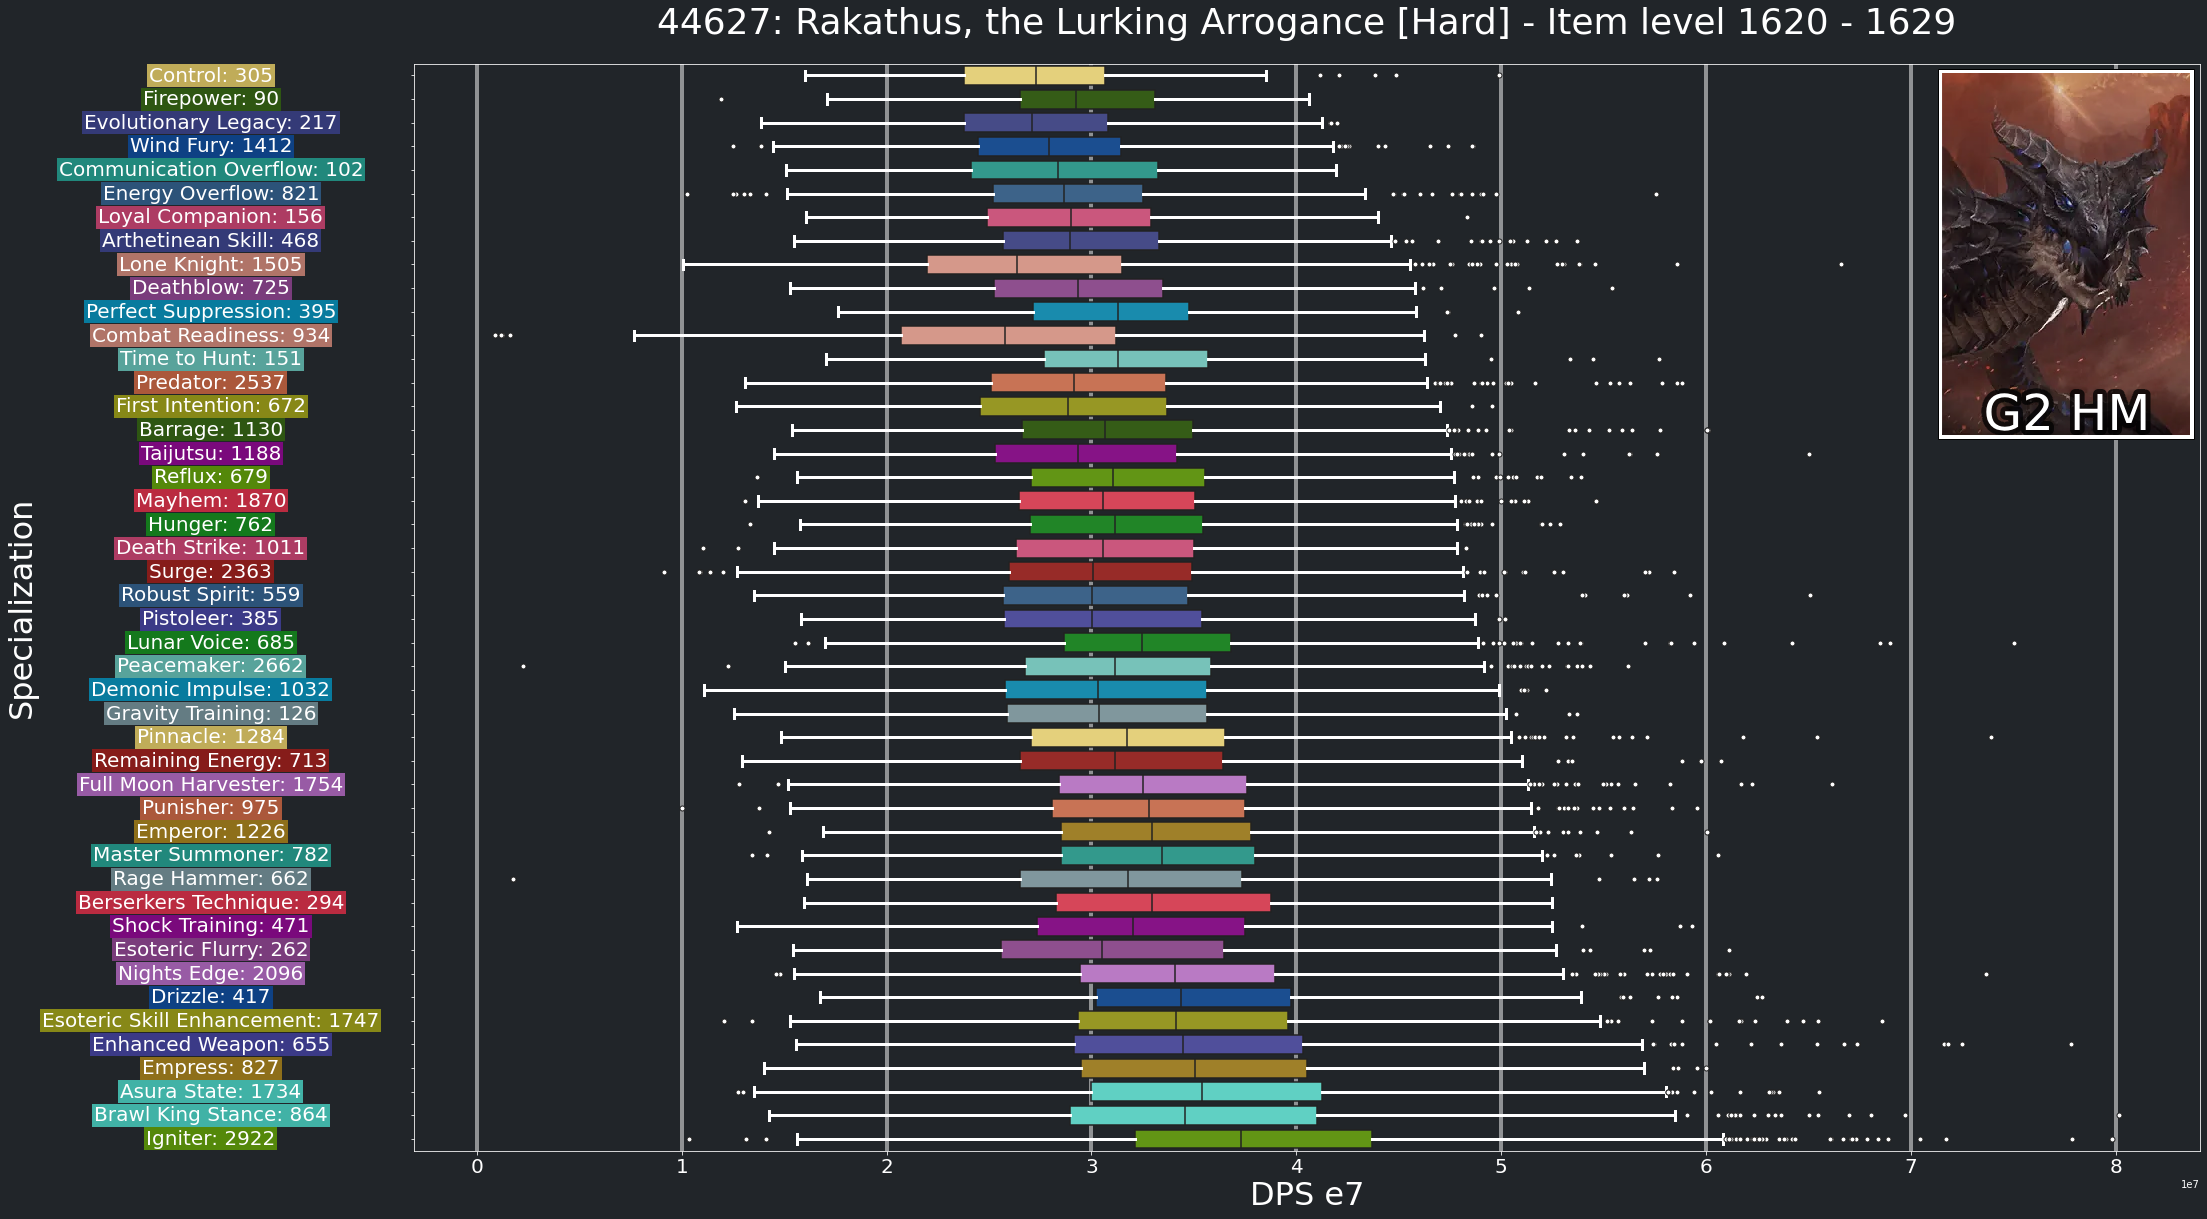 44627: Rakathus, the Lurking Arrogance [Hard] - Item level 1620 - 1629
Control: 305
Firepower: 90
Evolutionary Legacy: 217
Wind Fury: 1412
Communication Overflow: 102
Energy Overflow: 821
Loyal Companion: 156
Arthetinean Skill: 468
Lone Knight: 1505
Deathblow: 725
Perfect Suppression: 395
Combat Readiness: 934
Time to Hunt: 151
Predator: 2537
First Intention: 672
Barrage: 1130
Taijutsu: 1188
Reflux: 679
Mayhem: 1870
Hunger: 762
Death Strike: 1011
Surge: 2363
Robust Spirit: 559
Pistoleer: 385
Lunar Voice: 685
Peacemaker: 2662
Demonic Impulse: 1032
Gravity Training: 126
Pinnacle: 1284
Remaining Energy: 713
Full Moon Harvester: 1754
Punisher: 975
Emperor: 1226
Master Summoner: 782
Rage Hammer: 662
Berserkers Technique: 294
Shock Training: 471
Esoteric Flurry: 262
Nights Edge: 2096
Drizzle: 417
Esoteric Skill Enhancement: 1747
Enhanced Weapon: 655
Empress: 827
Asura State: 1734
Brawl King Stance: 864
Igniter: 2922
Specialization
G2 HM
0 1 2 3 4 5 6 7 8
DPS e7
1e7